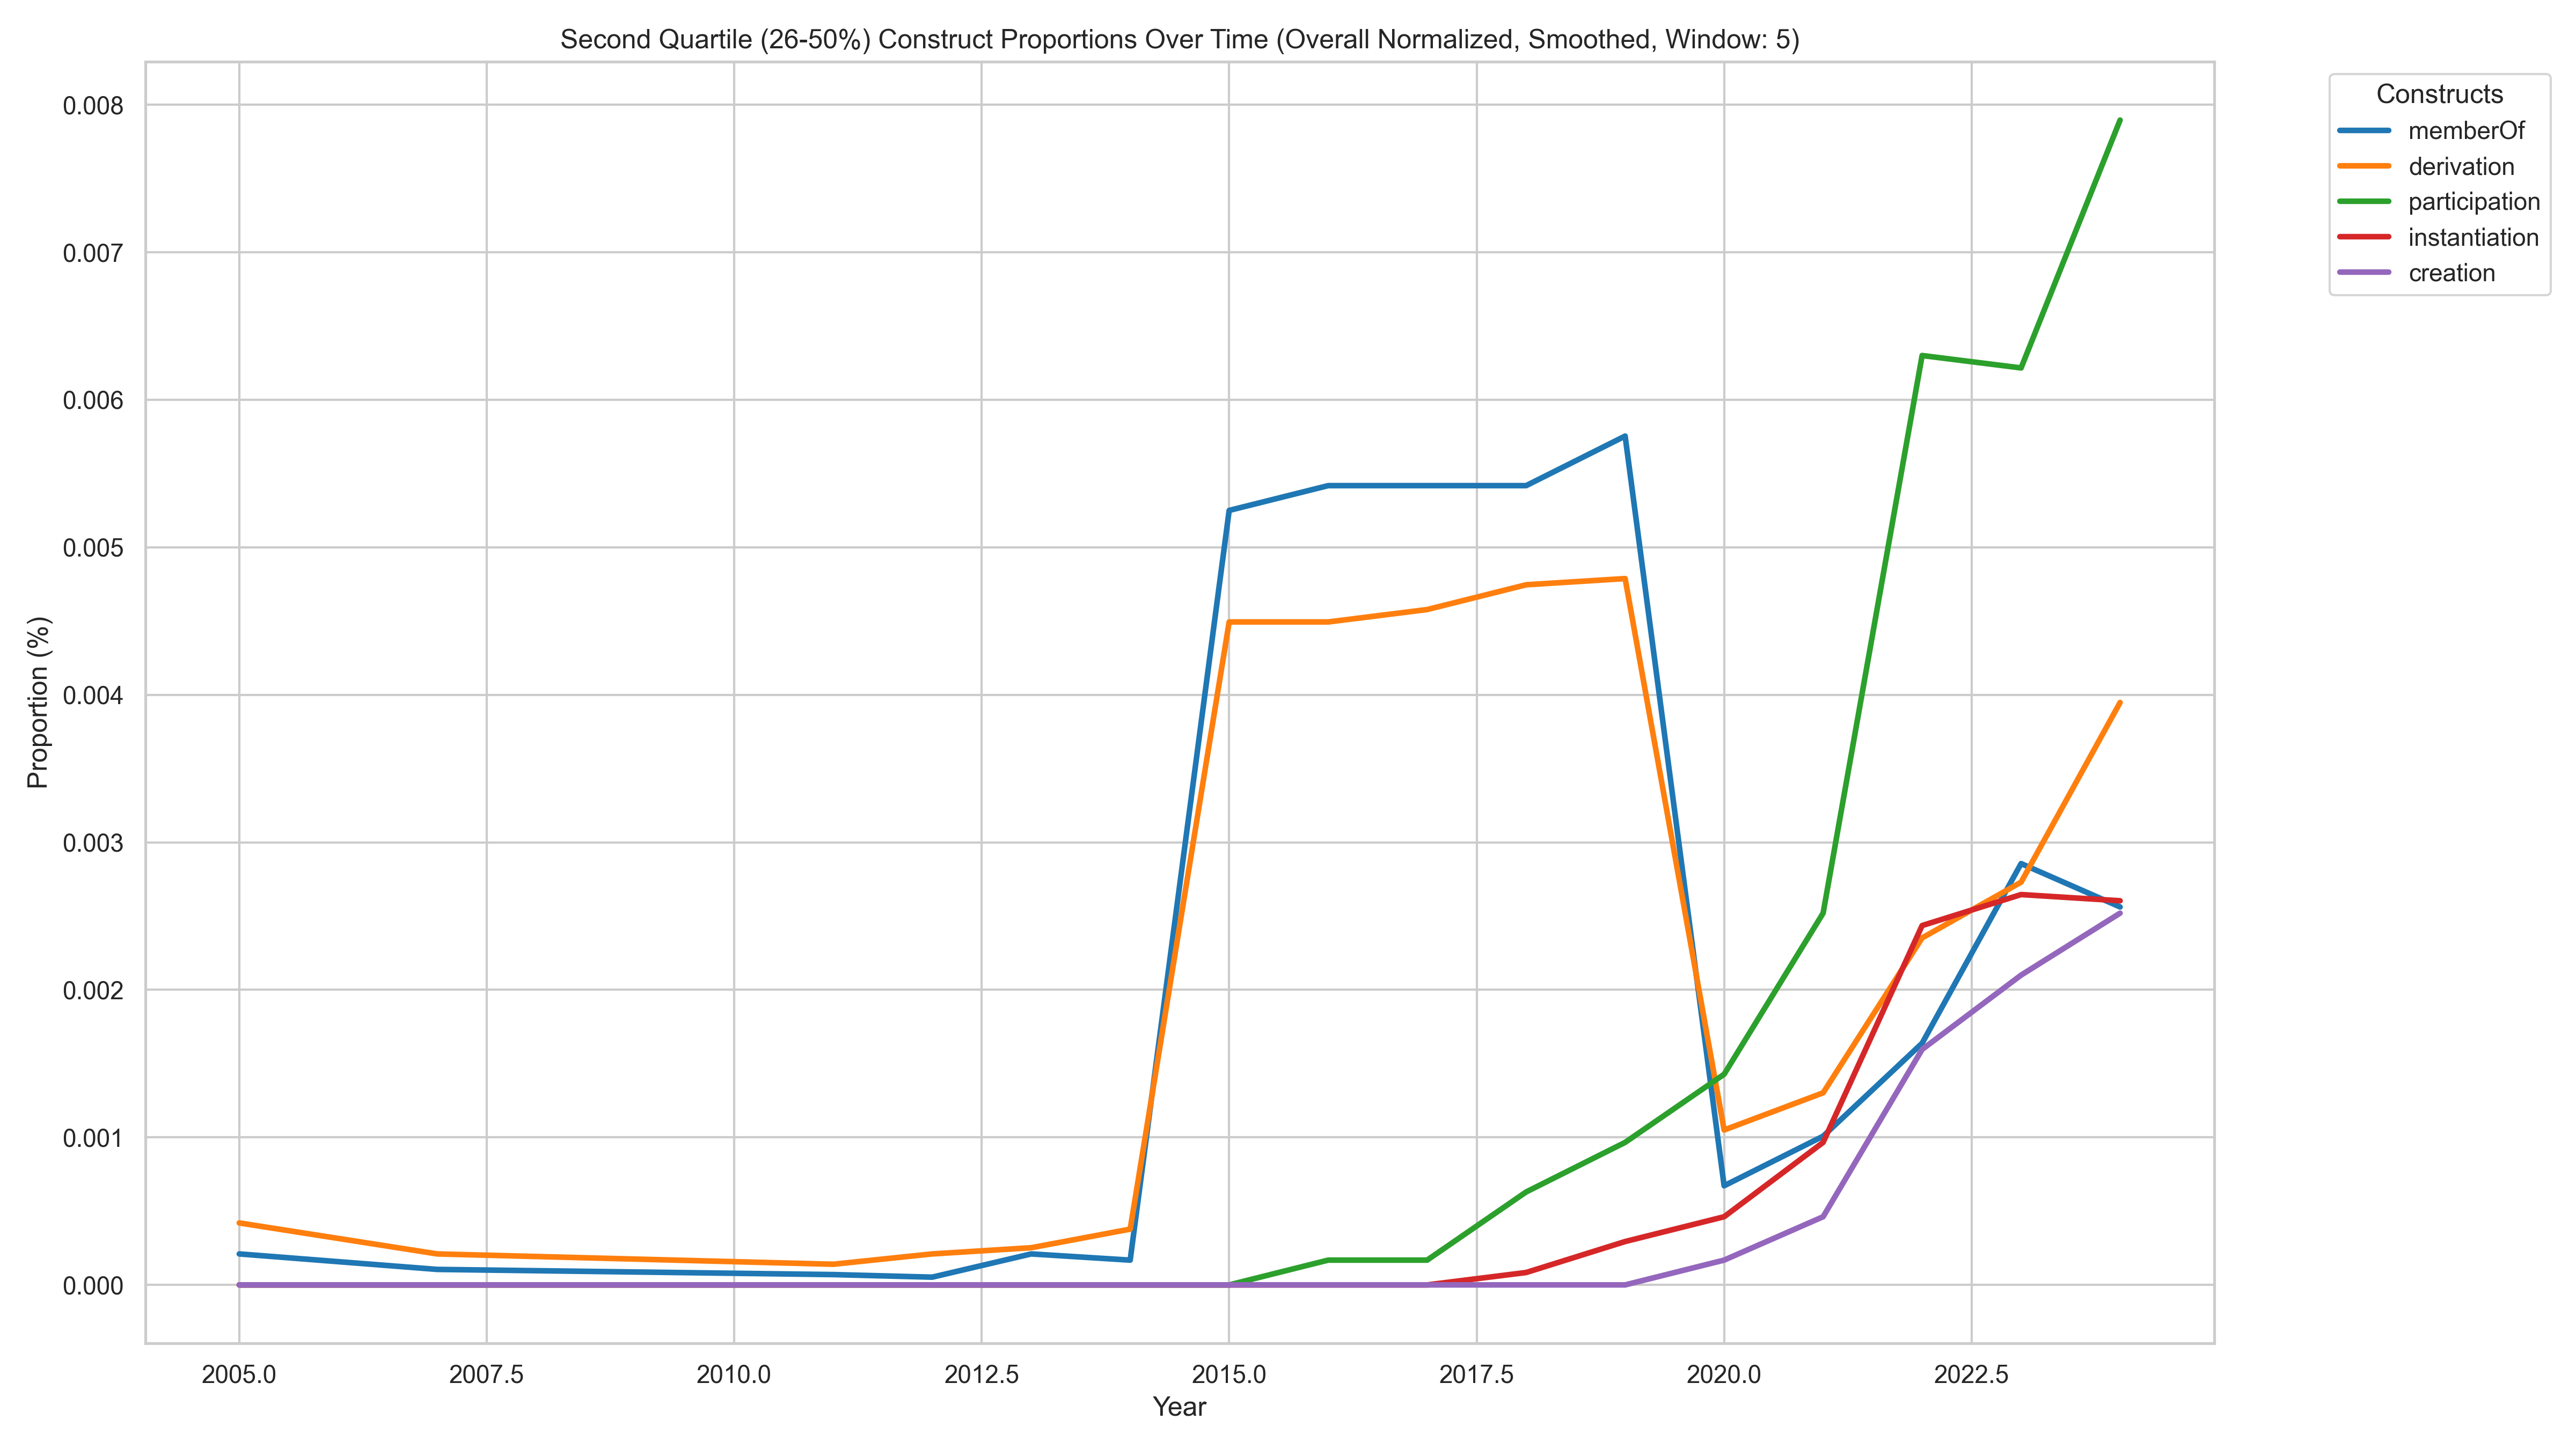 Second Quartile (26-50%) Construct Proportions Over Time (Overall Normalized, Smoothed, Window: 5)
Constructs
memberOf
derivation
participation
instantiation
creation
Proportion (%)
0.008
0.007
0.006
0.005
0.004
0.003
0.002
0.001
0.000
2005.0
2007.5
2010.0
2012.5
2015.0
2017.5
2020.0
2022.5
Year